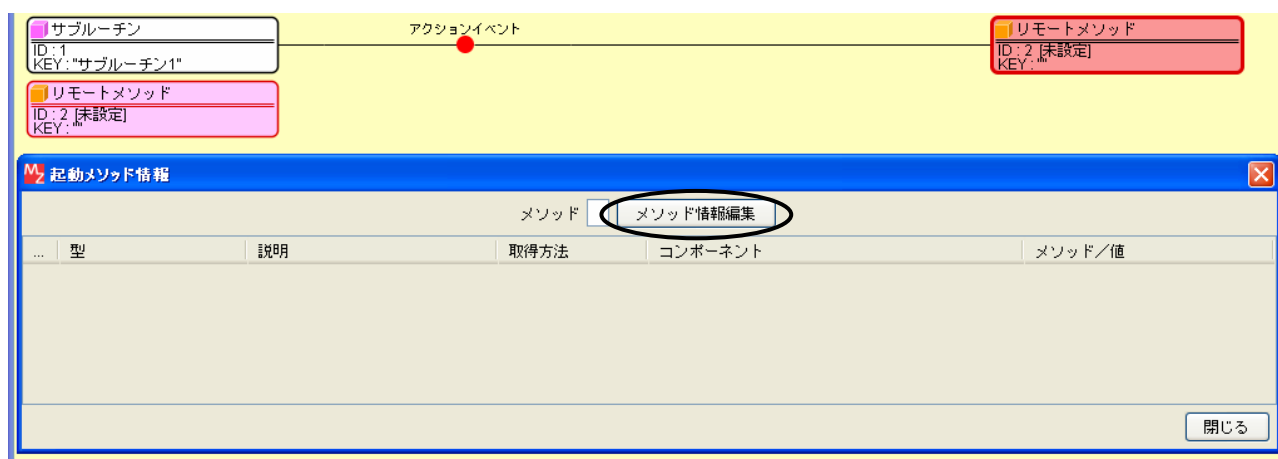 サブルーチン
ID : 1
KEY : "サブルーチン1"
アクションイベント
リモートメソッド
ID : 2 [未設定]
KEY : ""
リモートメソッド
ID : 2 [未設定]
KEY : ""
MZ 起動メソッド情報
メソッド メソッド情報編集
... 型 説明 取得方法 コンポーネント メソッド／値
閉じる